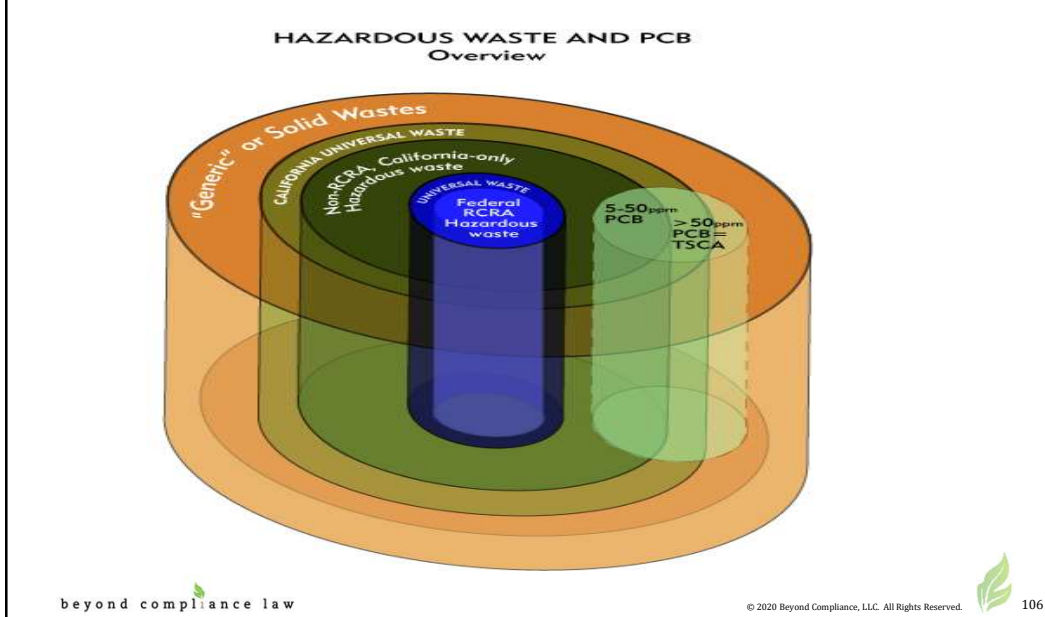 HAZARDOUS WASTE AND PCB
Overview
"Generic" or Solid Wastes
CALIFORNIA UNIVERSAL WASTE
Non-RCRA, California-only
Hazardous waste
UNIVERSAL WASTE
Federal
RCRA
Hazardous
waste
5-50ppm
PCB
>50ppm
PCB=
TSCA
beyond compliance law
© 2020 Beyond Compliance, LLC. All Rights Reserved.
106